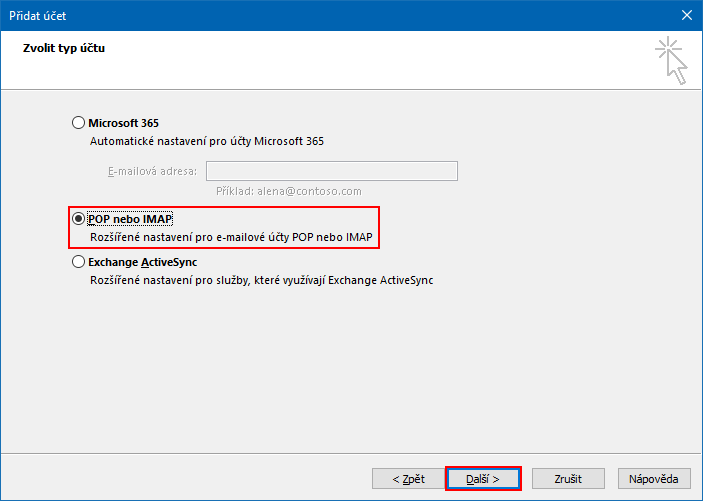 Přidat účet
Zvolit typ účtu
Microsoft 365
Automatické nastavení pro účty Microsoft 365
E-mailová adresa:
Příklad: alena@contoso.com
POP nebo IMAP
Rozšířené nastavení pro e-mailové účty POP nebo IMAP
Exchange ActiveSync
Rozšířené nastavení pro služby, které využívají Exchange ActiveSync
< Zpět Další > Zrušit Nápověda